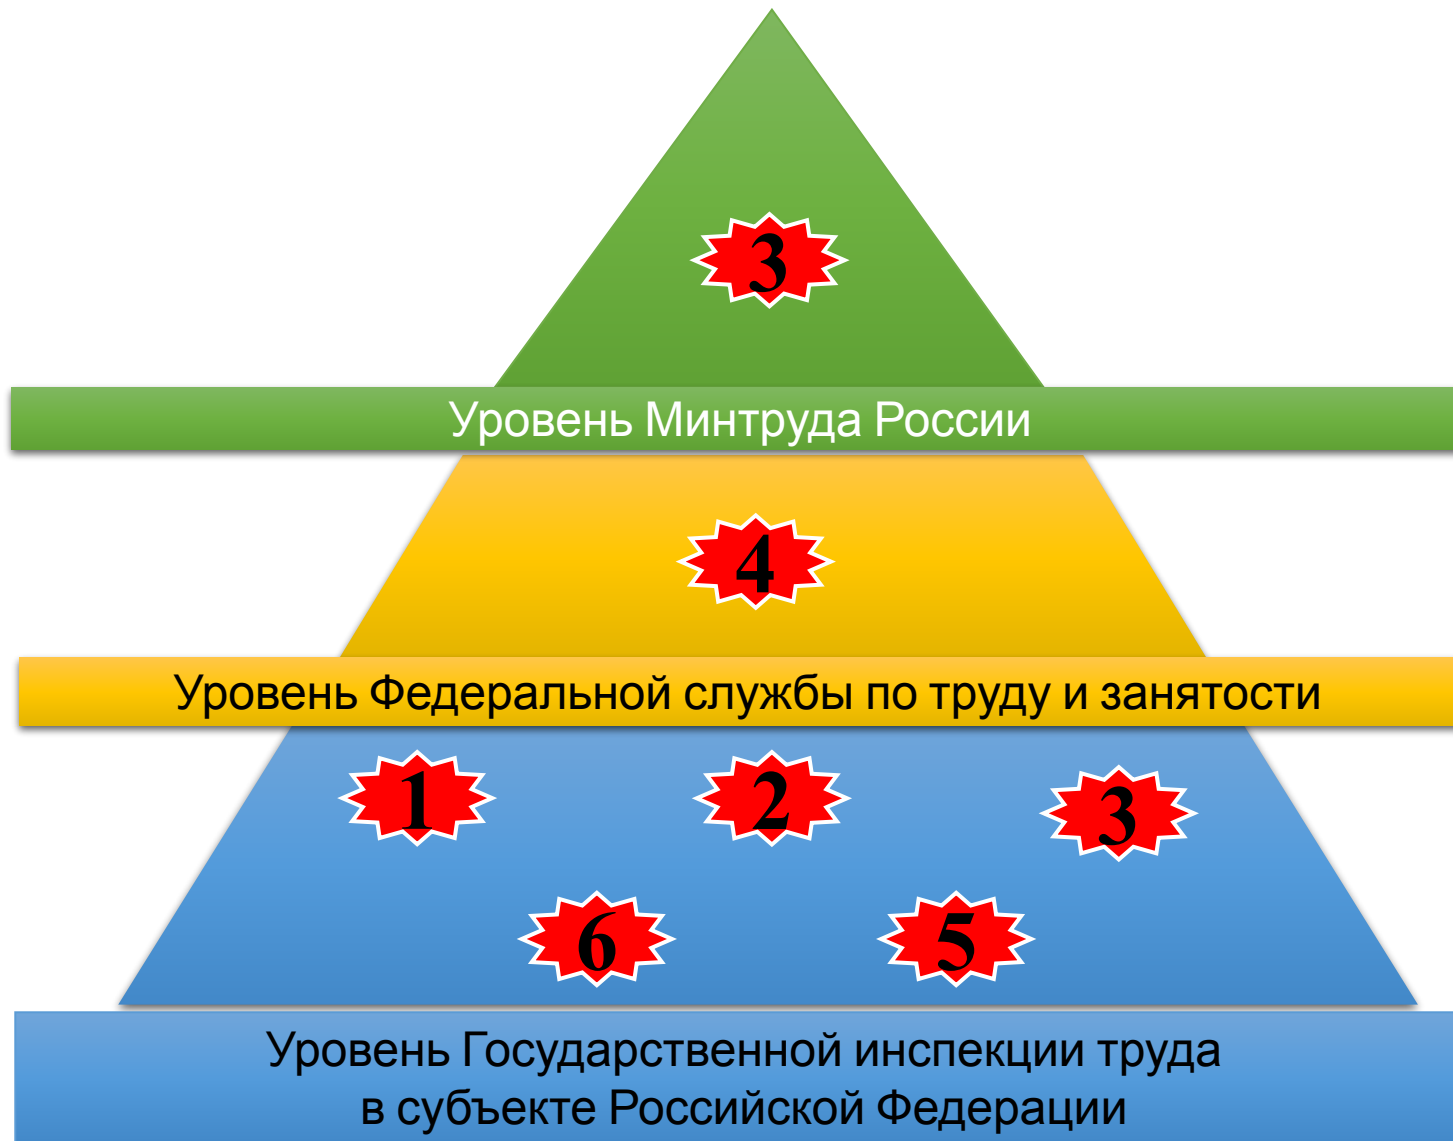 3
Уровень Минтруда России
4
Уровень Федеральной службы по труду и занятости
1 2 3
6 5
Уровень Государственной инспекции труда
в субъекте Российской Федерации